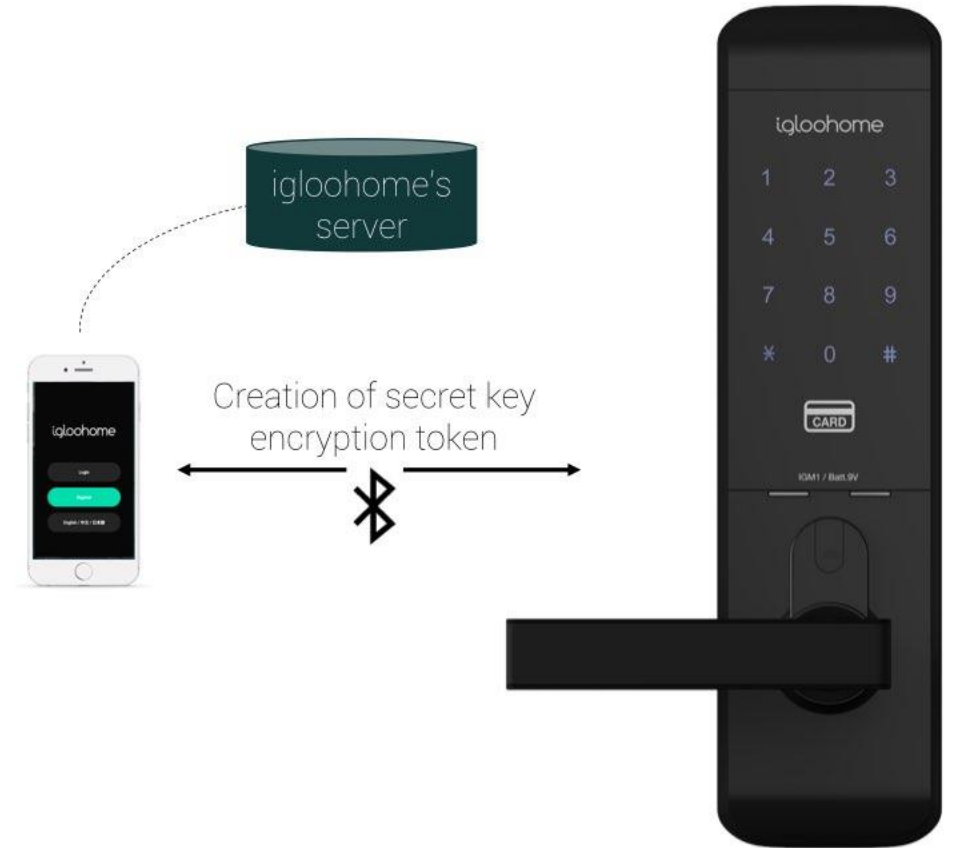 igloohome's
server
Creation of secret key
encryption token
igloohome
Login
Register
English / 中文 / 日本語
igloohome
1 2 3
4 5 6
7 8 9
* 0 #
CARD
IGM1 / Batt.9V